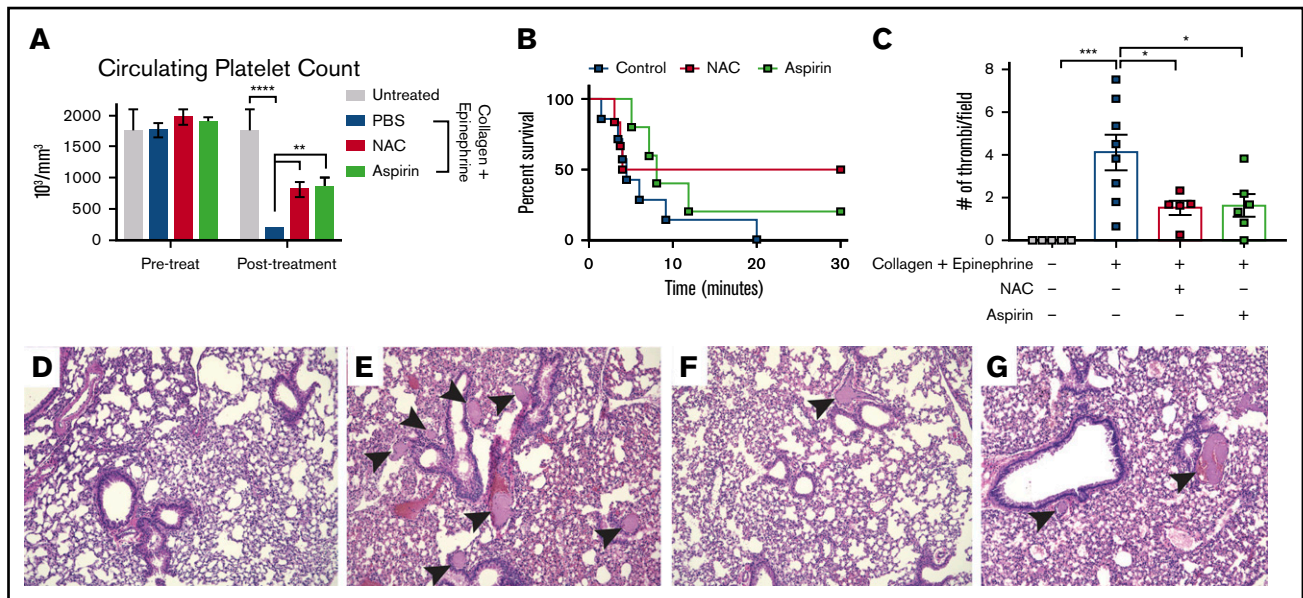 A
Circulating Platelet Count
10³/mm³
2000
1500
1000
500
0
Pre-treat
Post-treatment
****
**
Untreated
PBS
NAC
Aspirin
Collagen +
Epinephrine
B
Control
NAC
Aspirin
Percent survival
100
50
0
0
10
20
30
Time (minutes)
C
***
*
*
# of thrombi/field
8
6
4
2
0
Collagen + Epinephrine – + + +
NAC – – + –
Aspirin – – – +
D
E
F
G